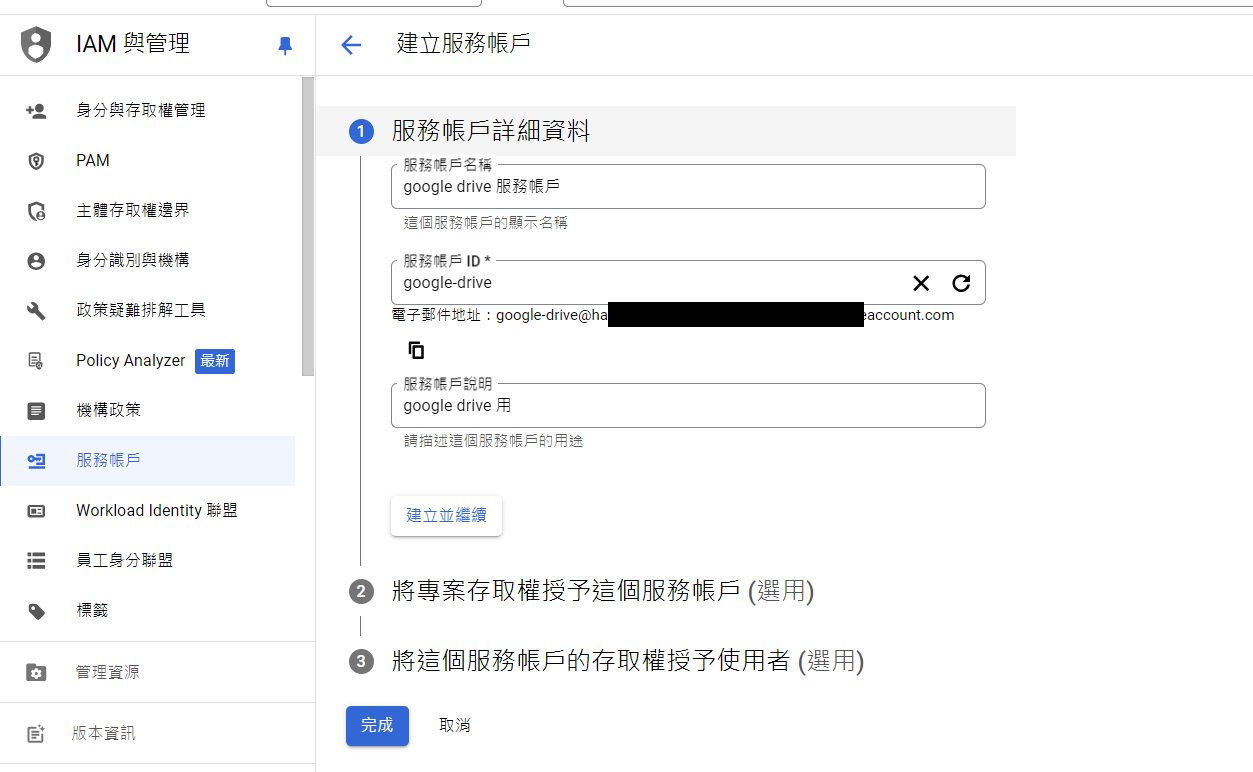 IAM 與管理
建立服務帳戶
身分與存取權管理
PAM
主體存取權邊界
身分識別與機構
政策疑難排解工具
Policy Analyzer 最新
機構政策
服務帳戶
Workload Identity 聯盟
員工身分聯盟
標籤
管理資源
版本資訊
1 服務帳戶詳細資料
服務帳戶名稱
google drive 服務帳戶
這個服務帳戶的顯示名稱
服務帳戶 ID *
google-drive
電子郵件地址：google-drive@ha eaccount.com
服務帳戶說明
google drive 用
請描述這個服務帳戶的用途
建立並繼續
2 將專案存取權授予這個服務帳戶 (選用)
3 將這個服務帳戶的存取權授予使用者 (選用)
完成 取消